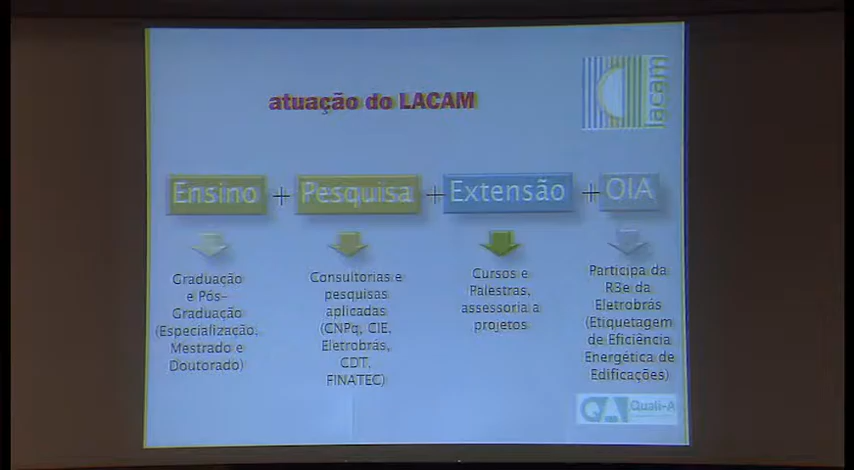 atuação do LACAM
lacam
Ensino + Pesquisa + Extensão + OIA
Graduação
e Pós-
Graduação
(Especialização,
Mestrado e
Doutorado)
Consultorias e
pesquisas
aplicadas
(CNPq, CIE,
Eletrobrás,
CDT,
FINATEC)
Cursos e
Palestras,
assessoria a
projetos
Participa da
R3e da
Eletrobrás
(Etiquetagem
de Eficiência
Energética de
Edificações)
QAI Quali-A